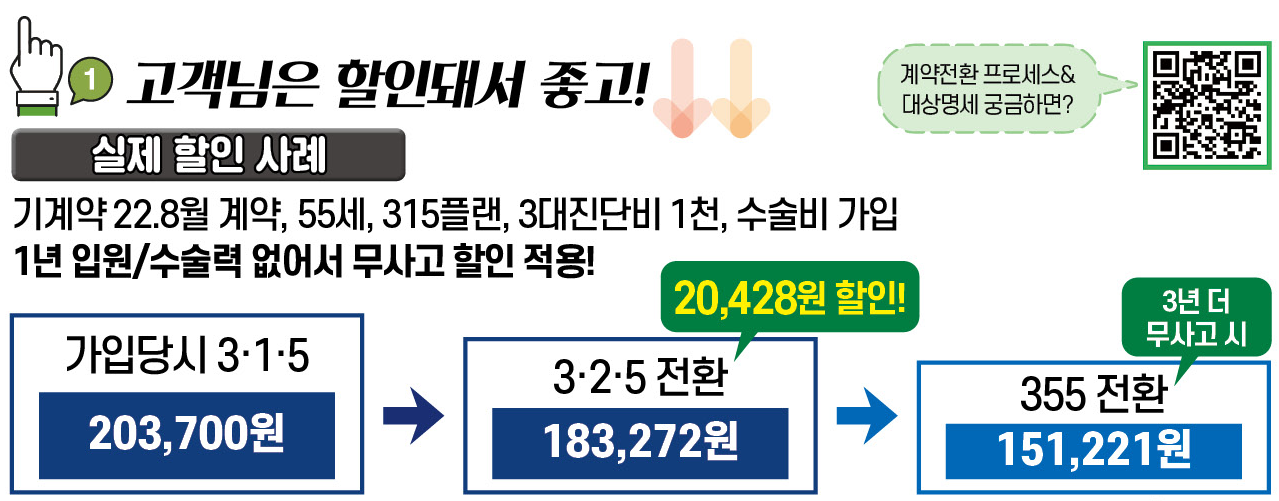 1 고객님은 할인돼서 좋고!
계약전환 프로세스&
대상명세 궁금하면?
실제 할인 사례
기계약 22.8월 계약, 55세, 315플랜, 3대진단비 1천, 수술비 가입
1년 입원/수술력 없어서 무사고 할인 적용!
가입당시 3·1·5
203,700원
20,428원 할인!
3·2·5 전환
183,272원
3년 더
무사고 시
355 전환
151,221원